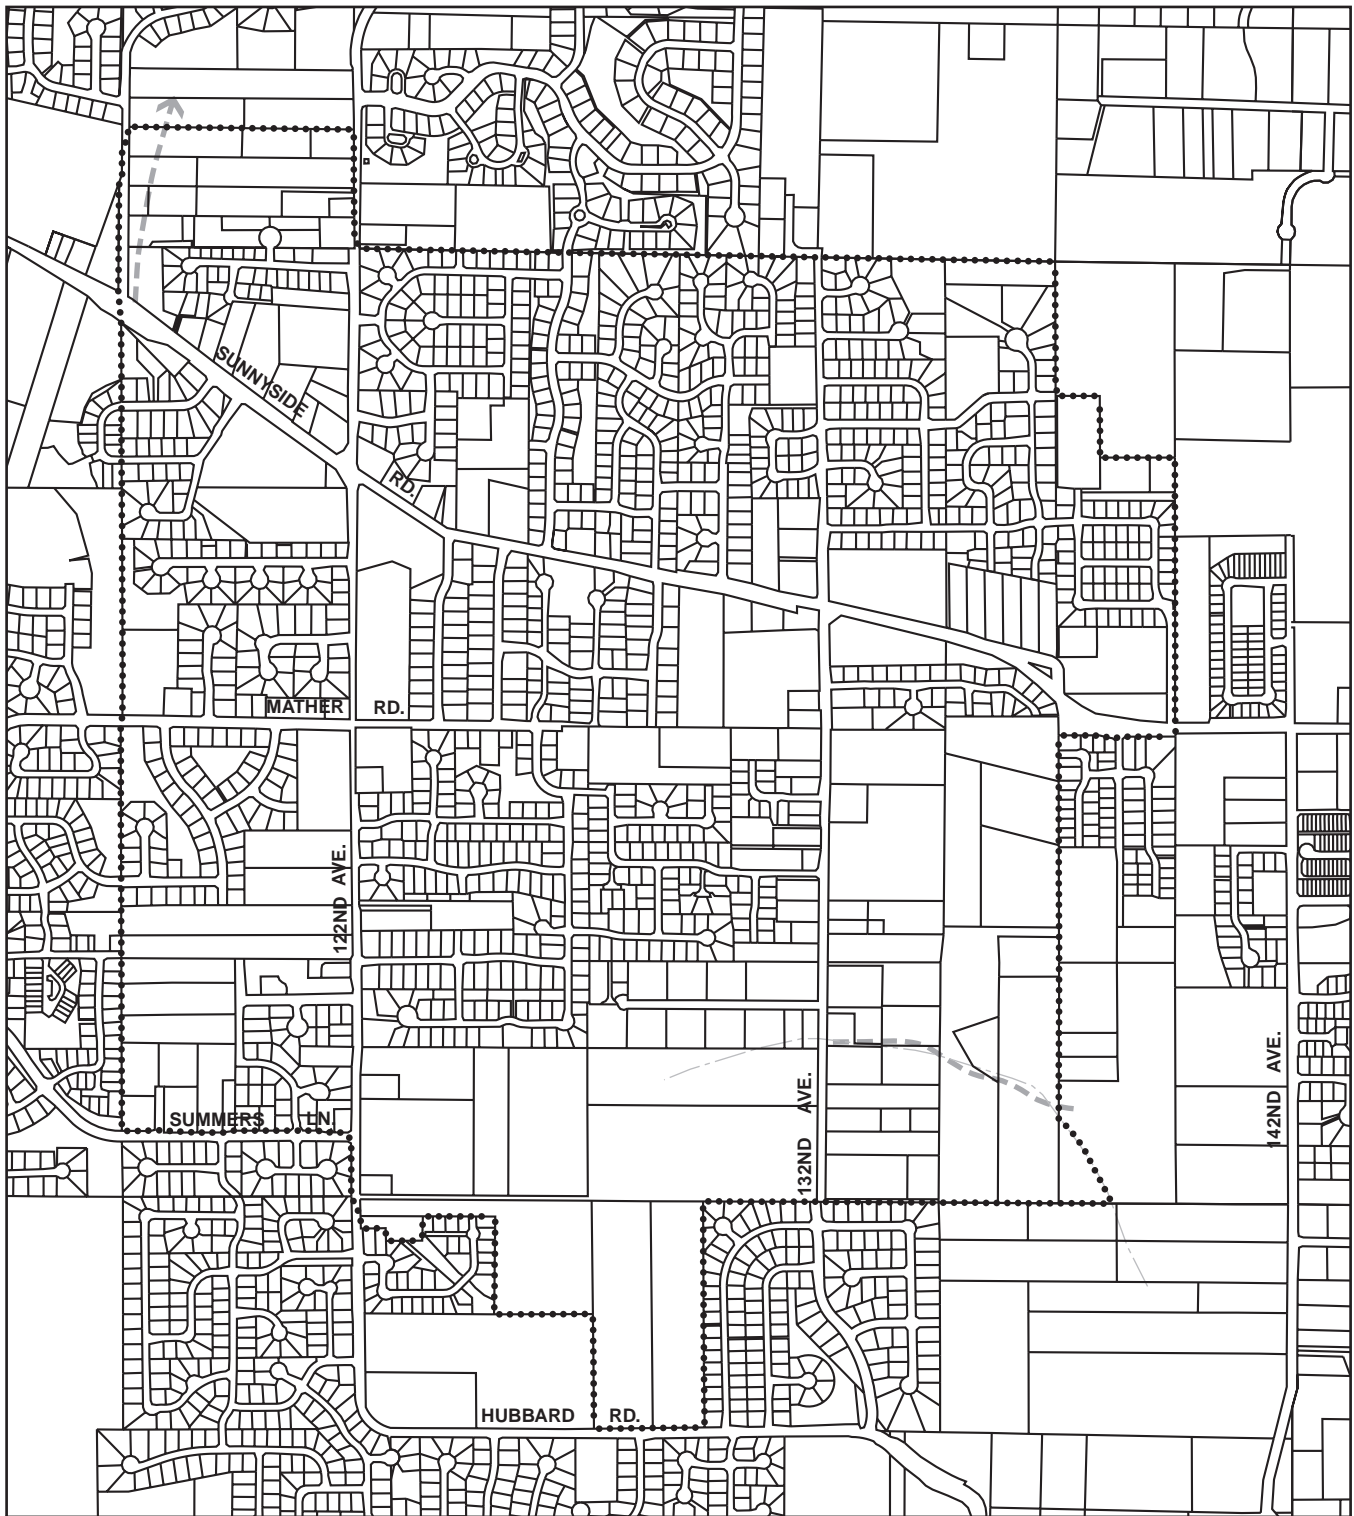 SUNNYSIDE
RD.
MATHER RD.
122ND AVE.
SUMMERS LN.
132ND AVE.
142ND AVE.
HUBBARD RD.